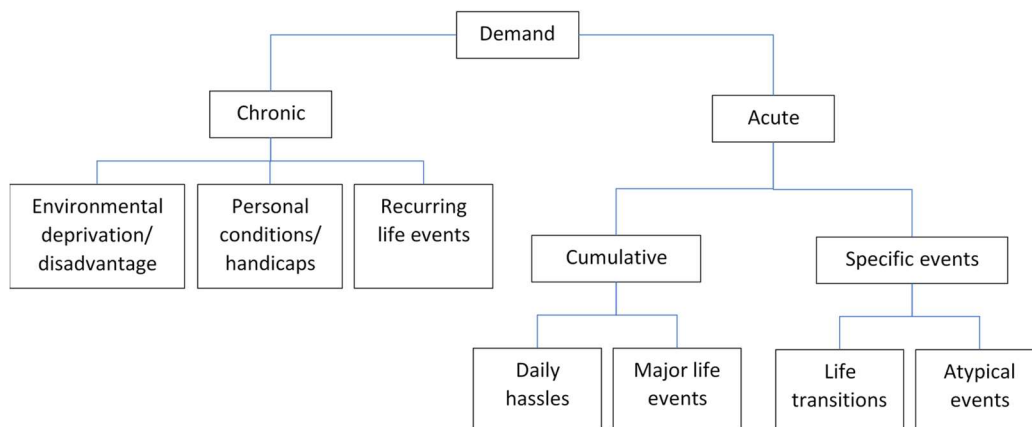 Demand
Chronic
Acute
Environmental
deprivation/
disadvantage
Personal
conditions/
handicaps
Recurring
life events
Cumulative
Specific events
Daily
hassles
Major life
events
Life
transitions
Atypical
events